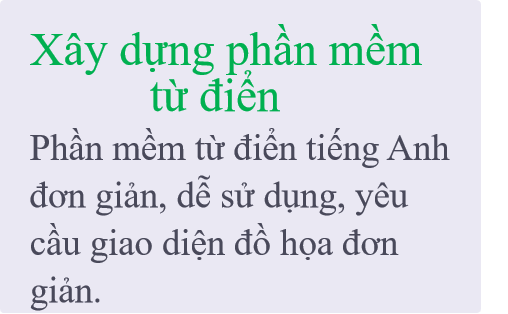 Xây dựng phần mềm
từ điển
Phần mềm từ điển tiếng Anh
đơn giản, dễ sử dụng, yêu
cầu giao diện đồ họa đơn
giản.